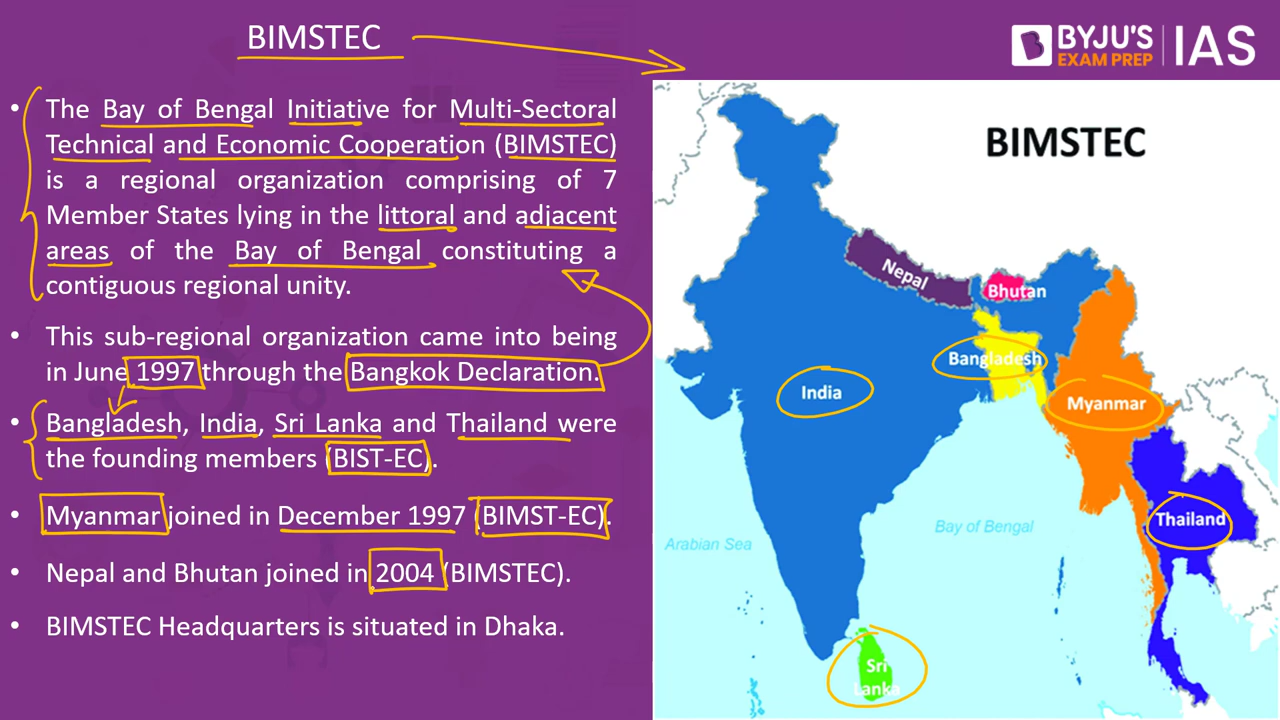 BIMSTEC
BYJU'S
EXAM PREP
IAS
• The Bay of Bengal Initiative for Multi-Sectoral
Technical and Economic Cooperation (BIMSTEC)
is a regional organization comprising of 7
Member States lying in the littoral and adjacent
areas of the Bay of Bengal constituting a
contiguous regional unity.
• This sub-regional organization came into being
in June 1997 through the Bangkok Declaration.
• Bangladesh, India, Sri Lanka and Thailand were
the founding members (BIST-EC).
• Myanmar joined in December 1997 (BIMST-EC).
• Nepal and Bhutan joined in 2004 (BIMSTEC).
• BIMSTEC Headquarters is situated in Dhaka.
BIMSTEC
Nepal
Bhutan
Bangladesh
India
Myanmar
Thailand
Bay of Bengal
Arabian Sea
Sri
Lanka